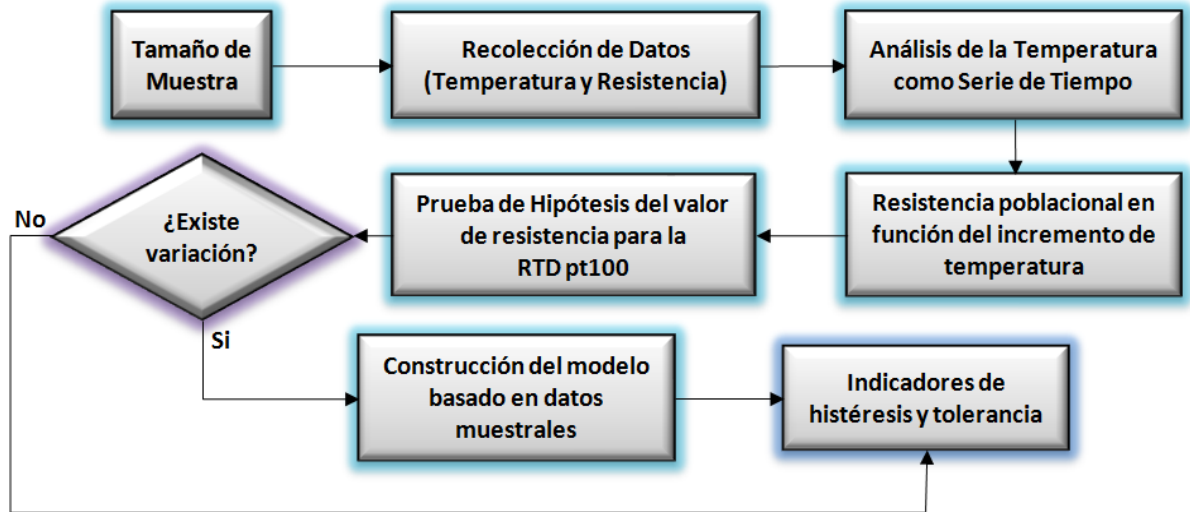 Tamaño de
Muestra
Recolección de Datos
(Temperatura y Resistencia)
Análisis de la Temperatura
como Serie de Tiempo
Resistencia poblacional en
función del incremento de
temperatura
Prueba de Hipótesis del valor
de resistencia para la
RTD pt100
¿Existe
variación?
No
Si
Construcción del modelo
basado en datos
muestrales
Indicadores de
histéresis y tolerancia